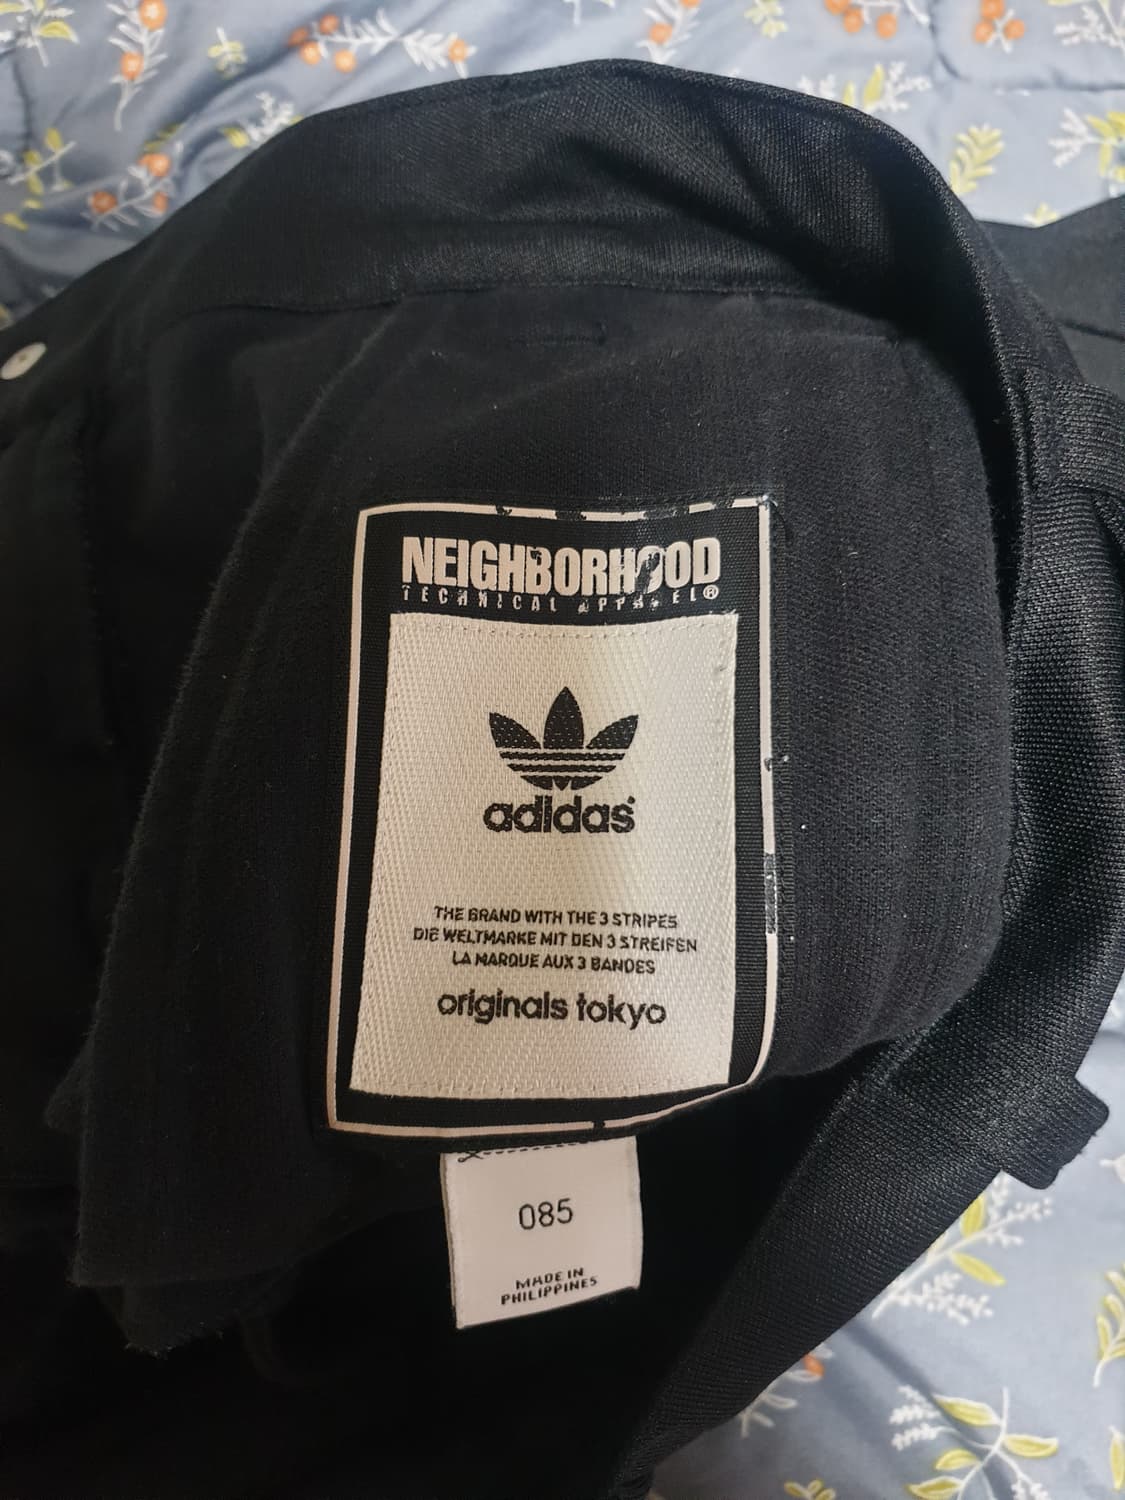 NEIGHBORHOOD
TECHNICAL APPAREL®
adidas
THE BRAND WITH THE 3 STRIPES
DIE WELTMARKE MIT DEN 3 STREIFEN
LA MARQUE AUX 3 BANDES
originals tokyo
085
MADE IN
PHILIPPINES